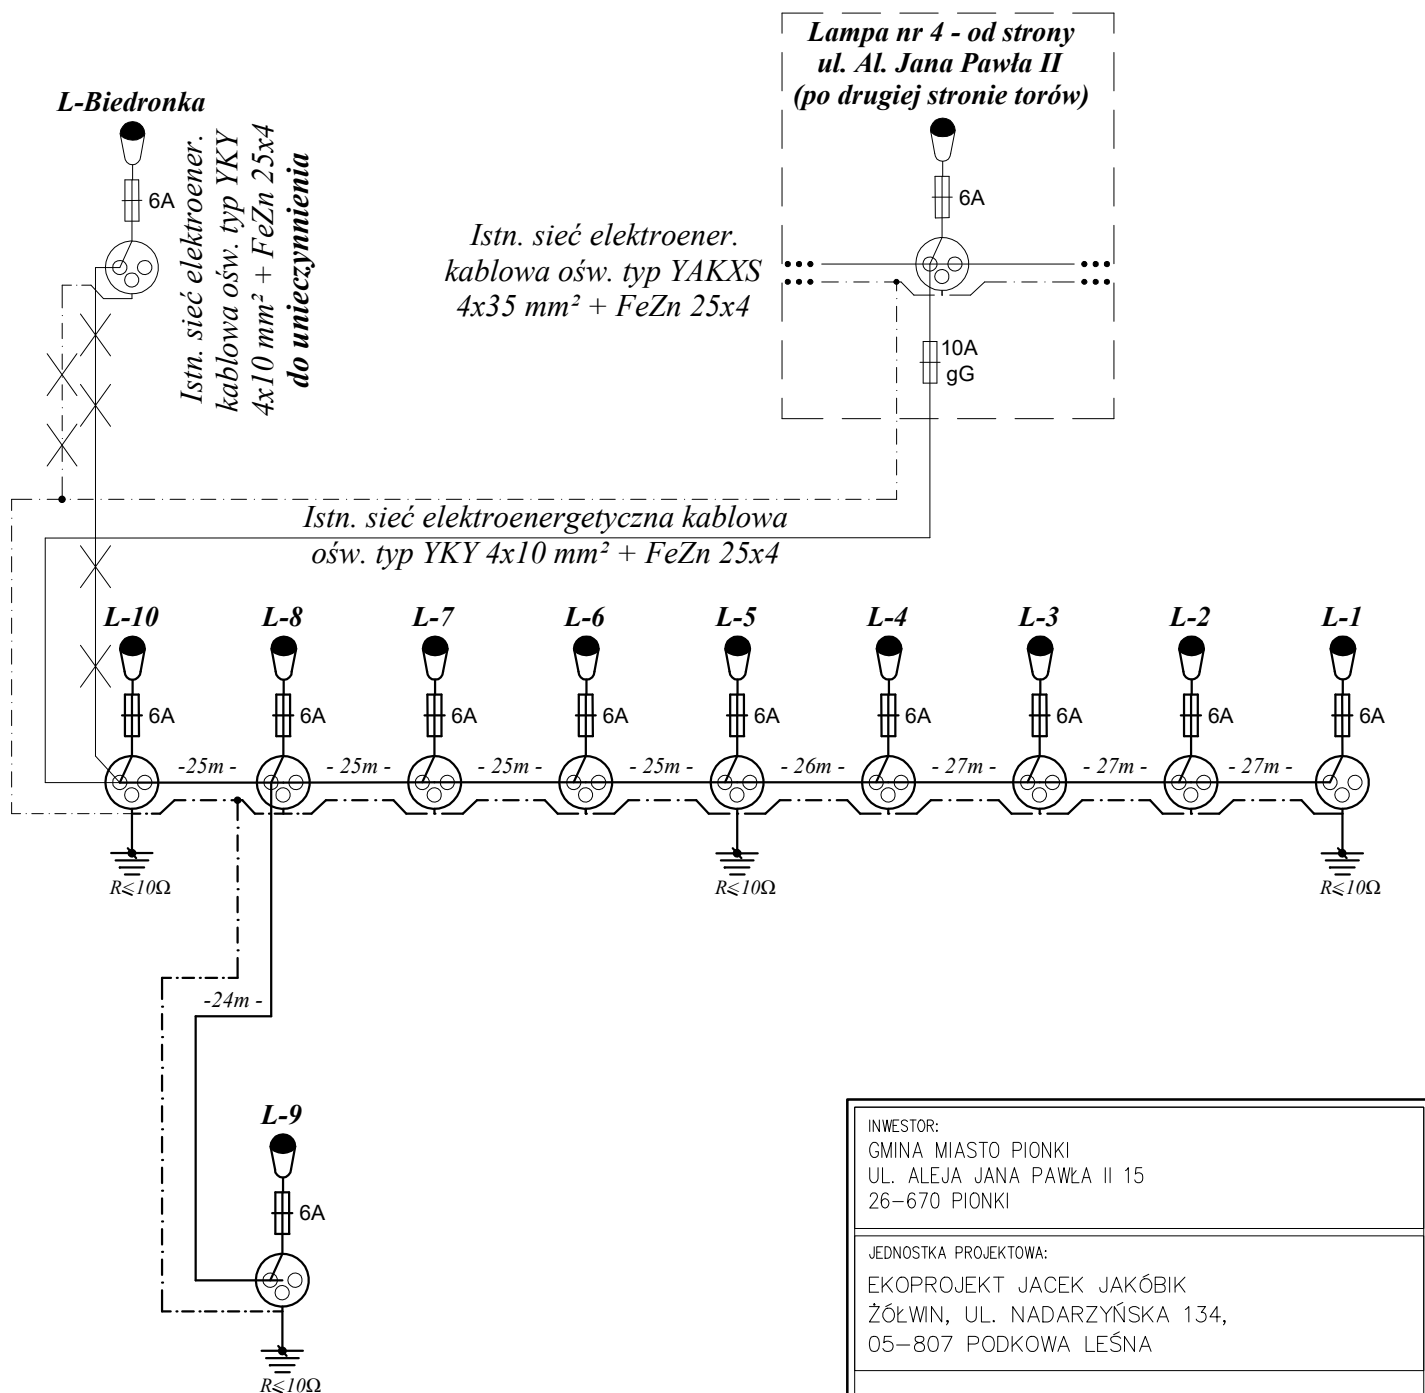 Lampa nr 4 - od strony
ul. Al. Jana Pawła II
(po drugiej stronie torów)
L-Biedronka
6A
Istn. sieć elektroener.
kablowa ośw. typ YKY
4x10 mm² + FeZn 25x4
do unieczynnienia
6A
Istn. sieć elektroener.
kablowa ośw. typ YAKXS
4x35 mm² + FeZn 25x4
10A
gG
Istn. sieć elektroenergetyczna kablowa
ośw. typ YKY 4x10 mm² + FeZn 25x4
L-10 L-8 L-7 L-6 L-5 L-4 L-3 L-2 L-1
6A 6A 6A 6A 6A 6A 6A 6A 6A
-25m - - 25m - - 25m - - 25m - - 26m - - 27m - - 27m - - 27m -
R≤10Ω R≤10Ω R≤10Ω
-24m -
L-9
6A
R≤10Ω
INWESTOR:
GMINA MIASTO PIONKI
UL. ALEJA JANA PAWŁA II 15
26-670 PIONKI
JEDNOSTKA PROJEKTOWA:
EKOPROJEKT JACEK JAKÓBIK
ŻÓŁWIN, UL. NADARZYŃSKA 134,
05-807 PODKOWA LEŚNA